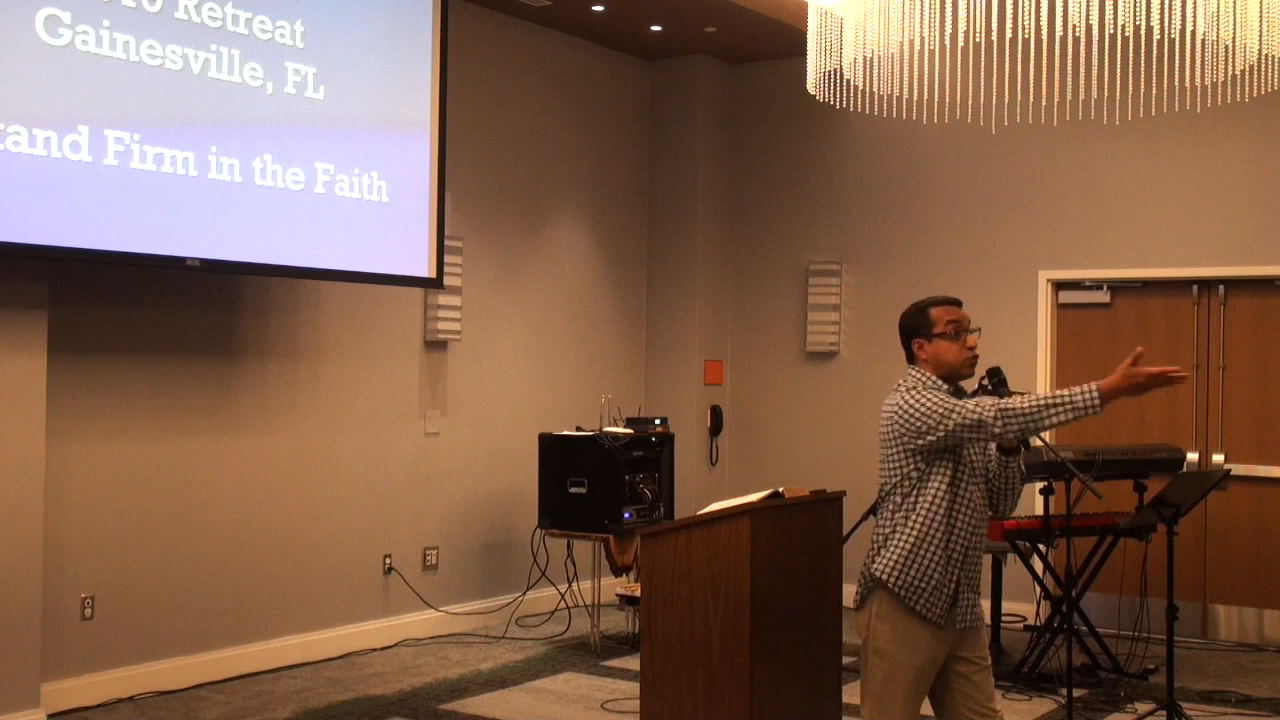 Retreat
Gainesville, FL
tand Firm in the Faith